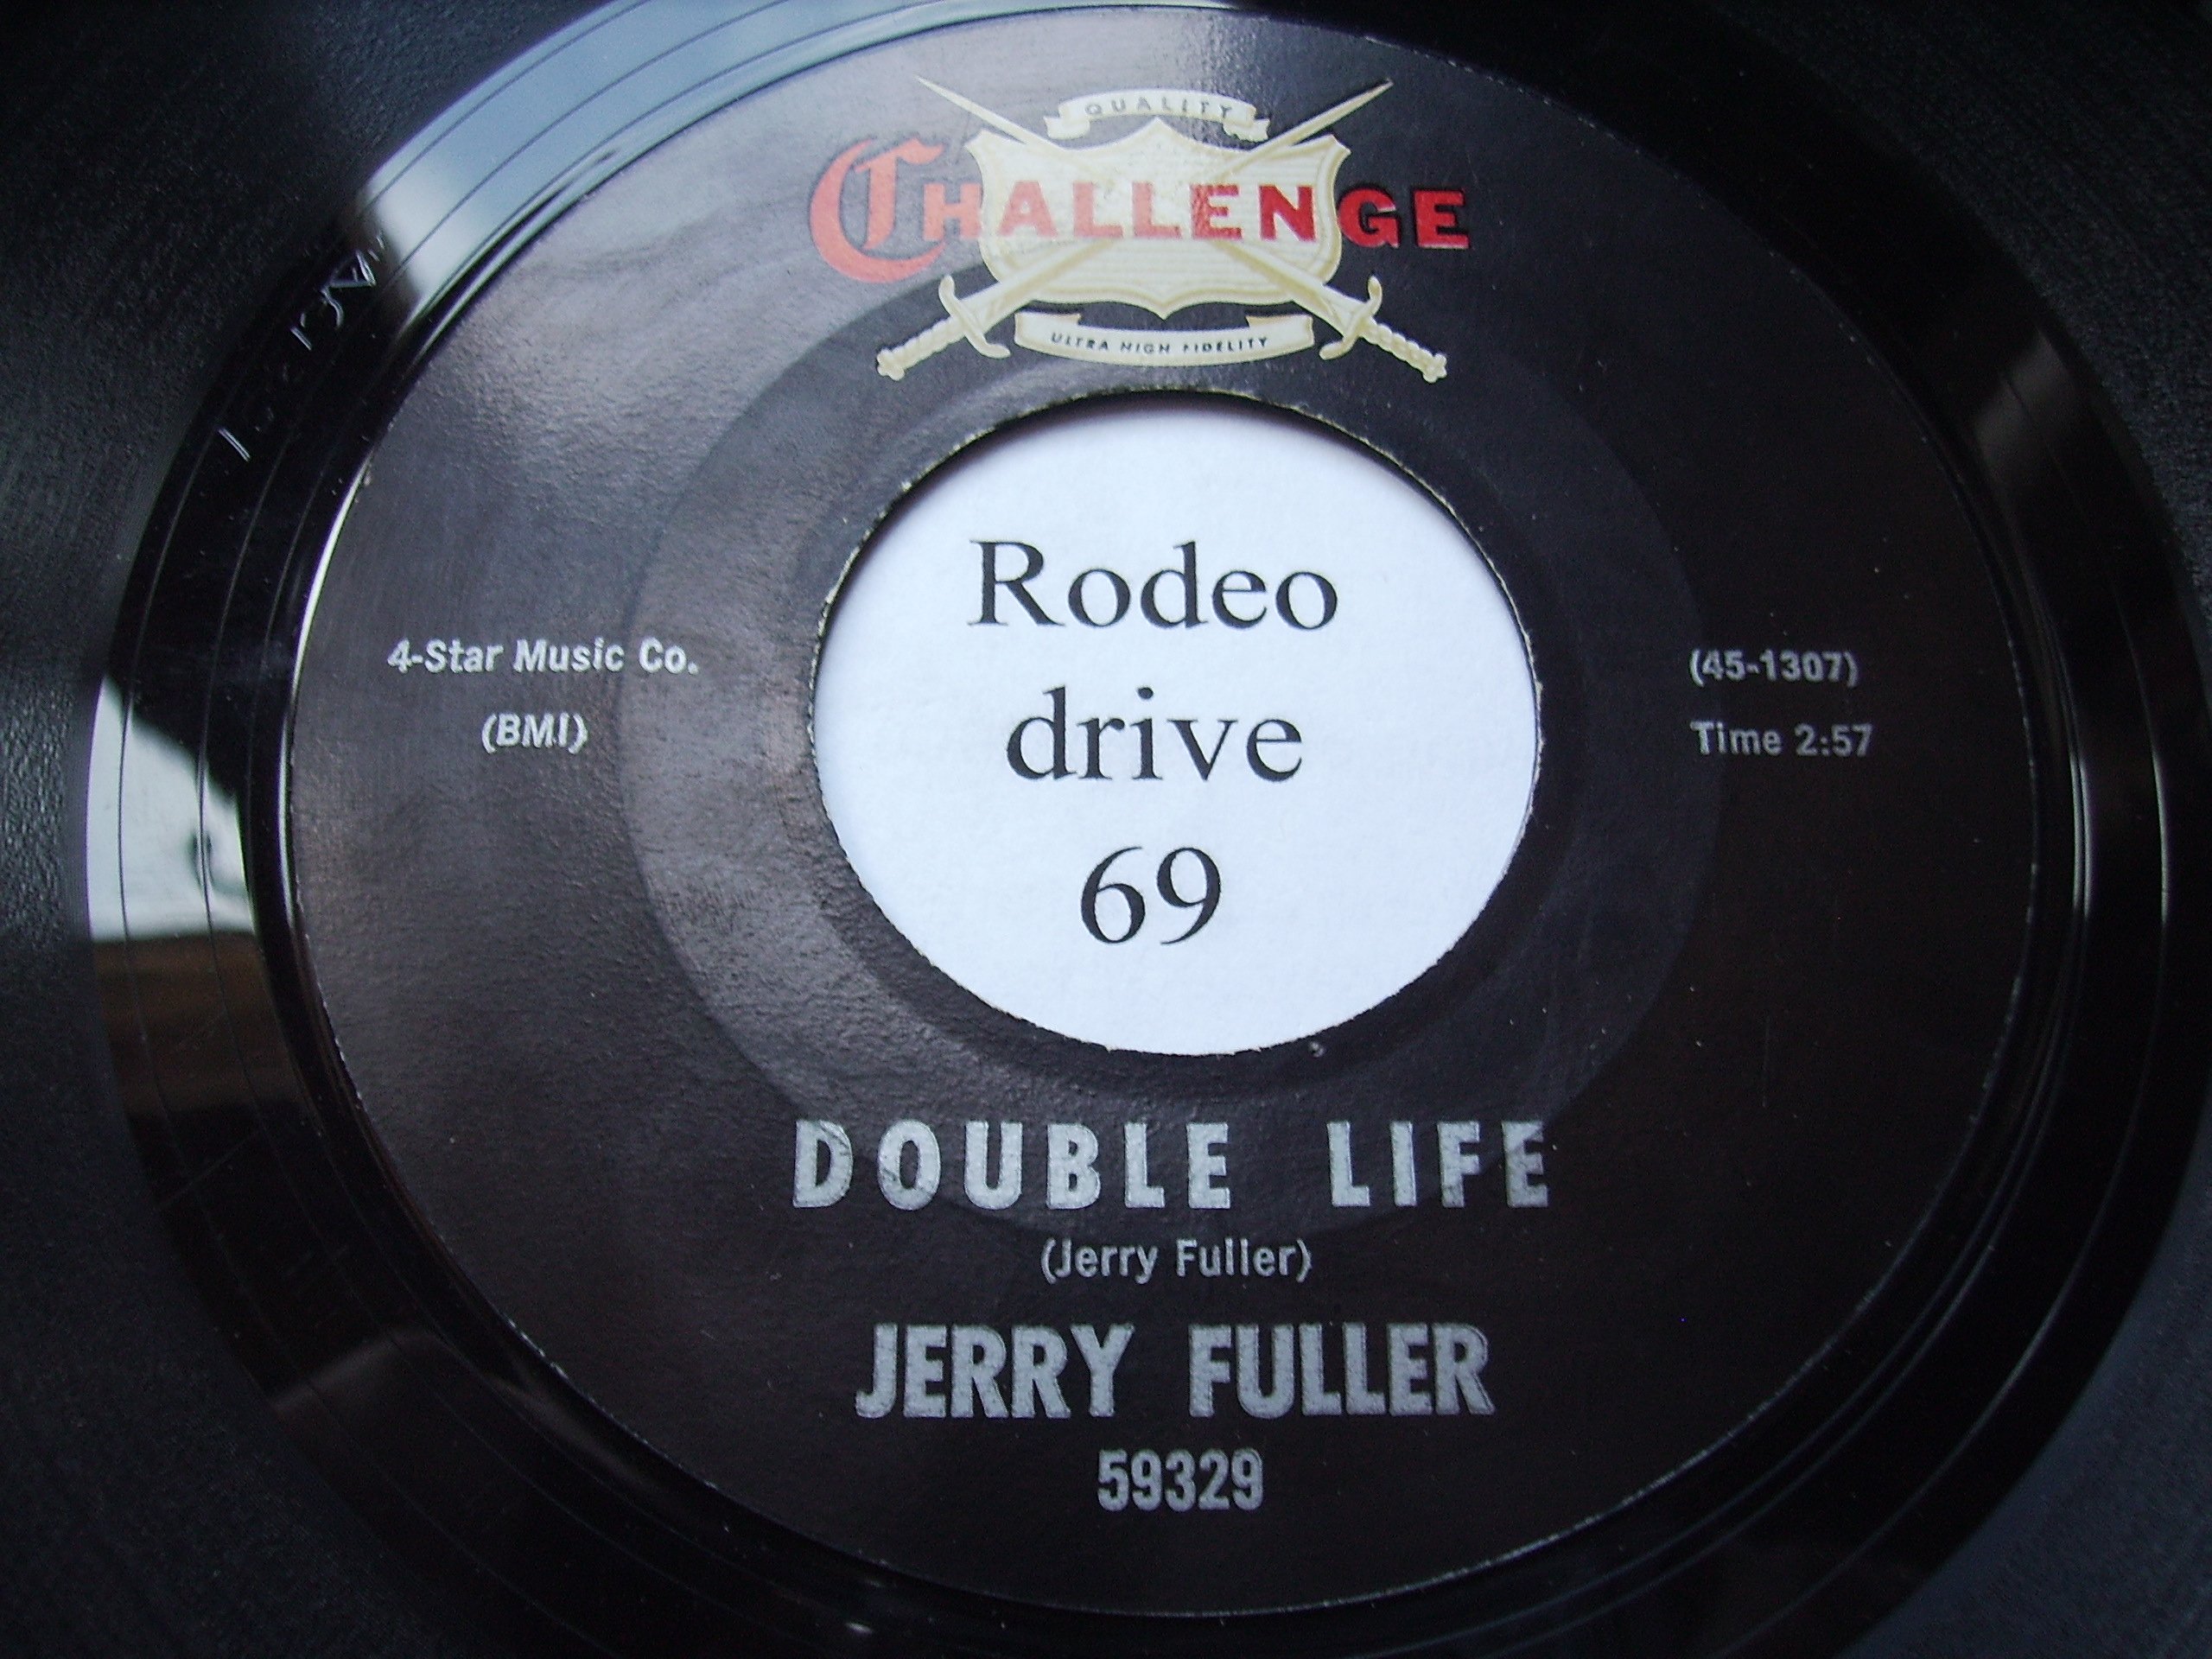 QUALITY
CHALLENGE
ULTRA HIGH FIDELITY
Rodeo
drive
69
4-Star Music Co.
(BMI)
(45-1307)
Time 2:57
DOUBLE LIFE
(Jerry Fuller)
JERRY FULLER
59329